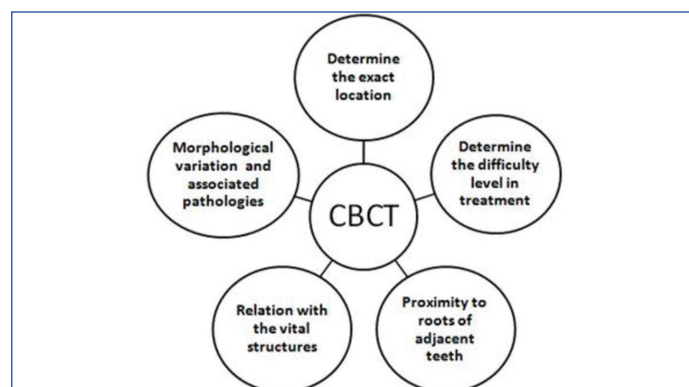 Determine
the exact
location
Morphological
variation and
associated
pathologies
Determine
the difficulty
level in
treatment
CBCT
Relation with
the vital
structures
Proximity to
roots of
adjacent
teeth